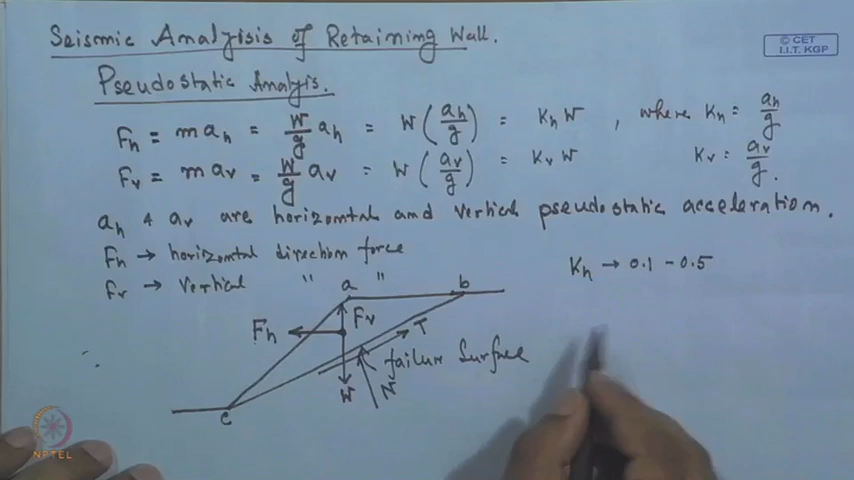 Seismic Analysis of Retaining Wall.
© CET
I.I.T. KGP
Pseudostatic Analysis.
Fh = m ah = W/g ah = W (ah/g) = Kh W , where Kh = ah/g
Fv = m av = W/g av = W (av/g) = Kv W Kv = av/g.
ah & av are horizontal and vertical pseudostatic acceleration.
Fh → horizontal direction force
Kh → 0.1 - 0.5
Fv → vertical " "
a b
Fh Fv T
failure surface
W N
c
NPTEL